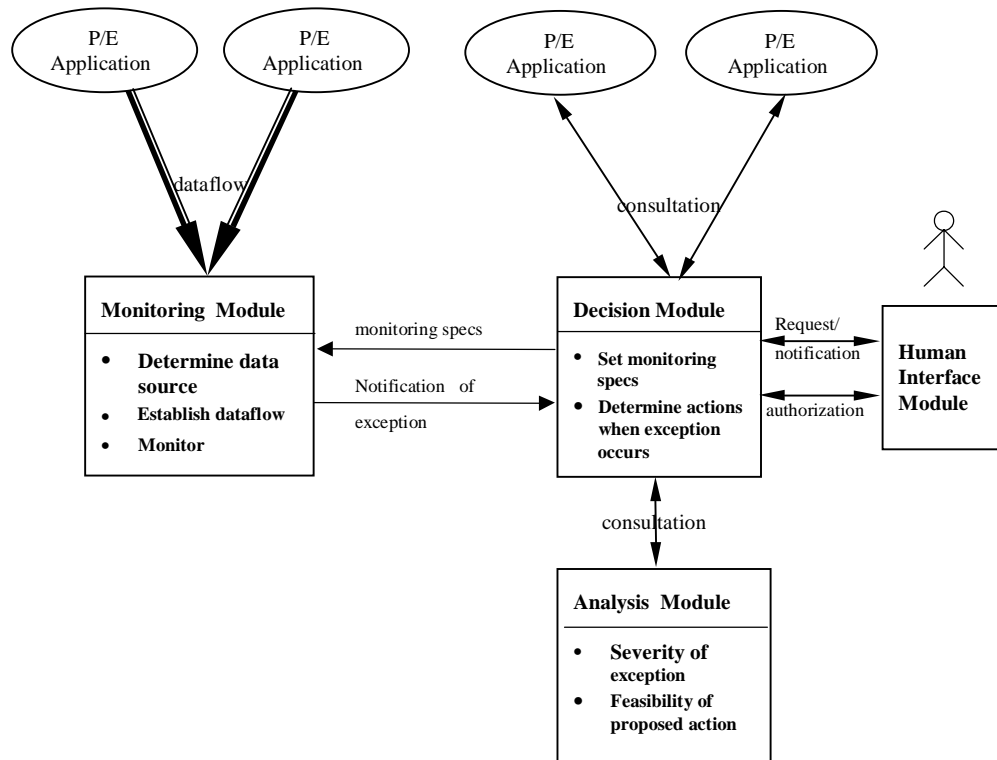 P/E
Application
P/E
Application
P/E
Application
P/E
Application
dataflow
consultation
Monitoring Module
• Determine data
source
• Establish dataflow
• Monitor
monitoring specs
Notification of
exception
Decision Module
• Set monitoring
specs
• Determine actions
when exception
occurs
Request/
notification
authorization
Human
Interface
Module
consultation
Analysis Module
• Severity of
exception
• Feasibility of
proposed action